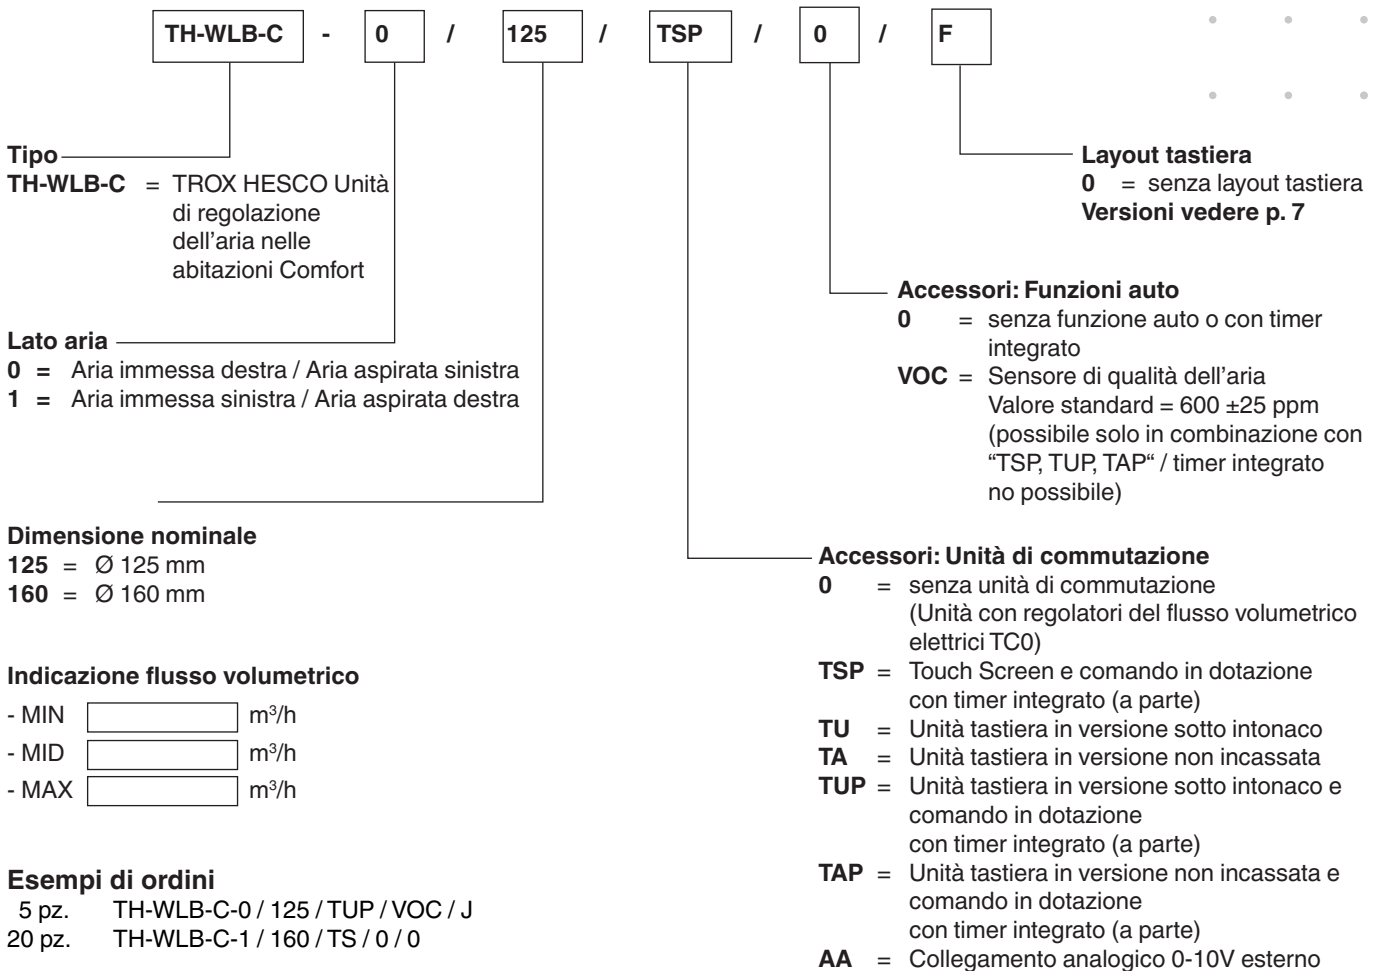 TH-WLB-C - 0 / 125 / TSP / 0 / F
Tipo
TH-WLB-C = TROX HESCO Unità
di regolazione
dell’aria nelle
abitazioni Comfort
Lato aria
0 = Aria immessa destra / Aria aspirata sinistra
1 = Aria immessa sinistra / Aria aspirata destra
Dimensione nominale
125 = Ø 125 mm
160 = Ø 160 mm
Indicazione flusso volumetrico
- MIN m³/h
- MID m³/h
- MAX m³/h
Esempi di ordini
5 pz. TH-WLB-C-0 / 125 / TUP / VOC / J
20 pz. TH-WLB-C-1 / 160 / TS / 0 / 0
Layout tastiera
0 = senza layout tastiera
Versioni vedere p. 7
Accessori: Funzioni auto
0 = senza funzione auto o con timer
integrato
VOC = Sensore di qualità dell’aria
Valore standard = 600 ±25 ppm
(possibile solo in combinazione con
“TSP, TUP, TAP“ / timer integrato
no possibile)
Accessori: Unità di commutazione
0 = senza unità di commutazione
(Unità con regolatori del flusso volumetrico
elettrici TC0)
TSP = Touch Screen e comando in dotazione
con timer integrato (a parte)
TU = Unità tastiera in versione sotto intonaco
TA = Unità tastiera in versione non incassata
TUP = Unità tastiera in versione sotto intonaco e
comando in dotazione
con timer integrato (a parte)
TAP = Unità tastiera in versione non incassata e
comando in dotazione
con timer integrato (a parte)
AA = Collegamento analogico 0-10V esterno